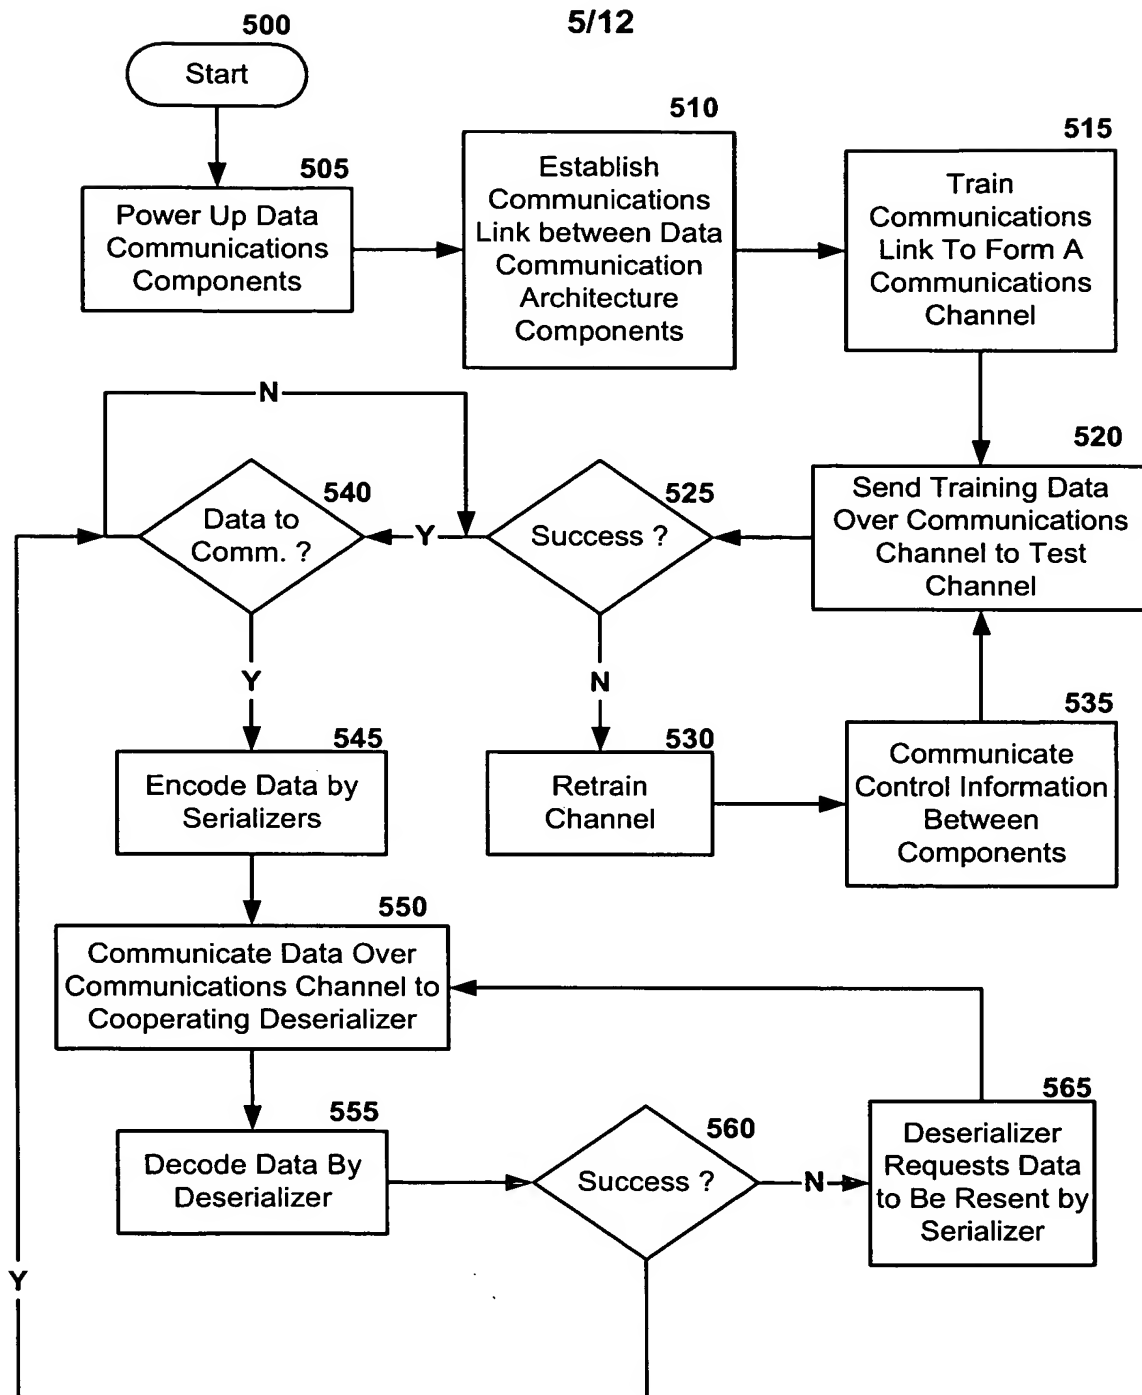 5/12
500
Start
505
Power Up Data
Communications
Components
510
Establish
Communications
Link between Data
Communication
Architecture
Components
515
Train
Communications
Link To Form A
Communications
Channel
520
Send Training Data
Over Communications
Channel to Test
Channel
525
Success ?
Y
N
530
Retrain
Channel
535
Communicate
Control Information
Between
Components
540
Data to
Comm. ?
N
Y
545
Encode Data by
Serializers
550
Communicate Data Over
Communications Channel to
Cooperating Deserializer
555
Decode Data By
Deserializer
560
Success ?
N
565
Deserializer
Requests Data
to Be Resent by
Serializer
Y